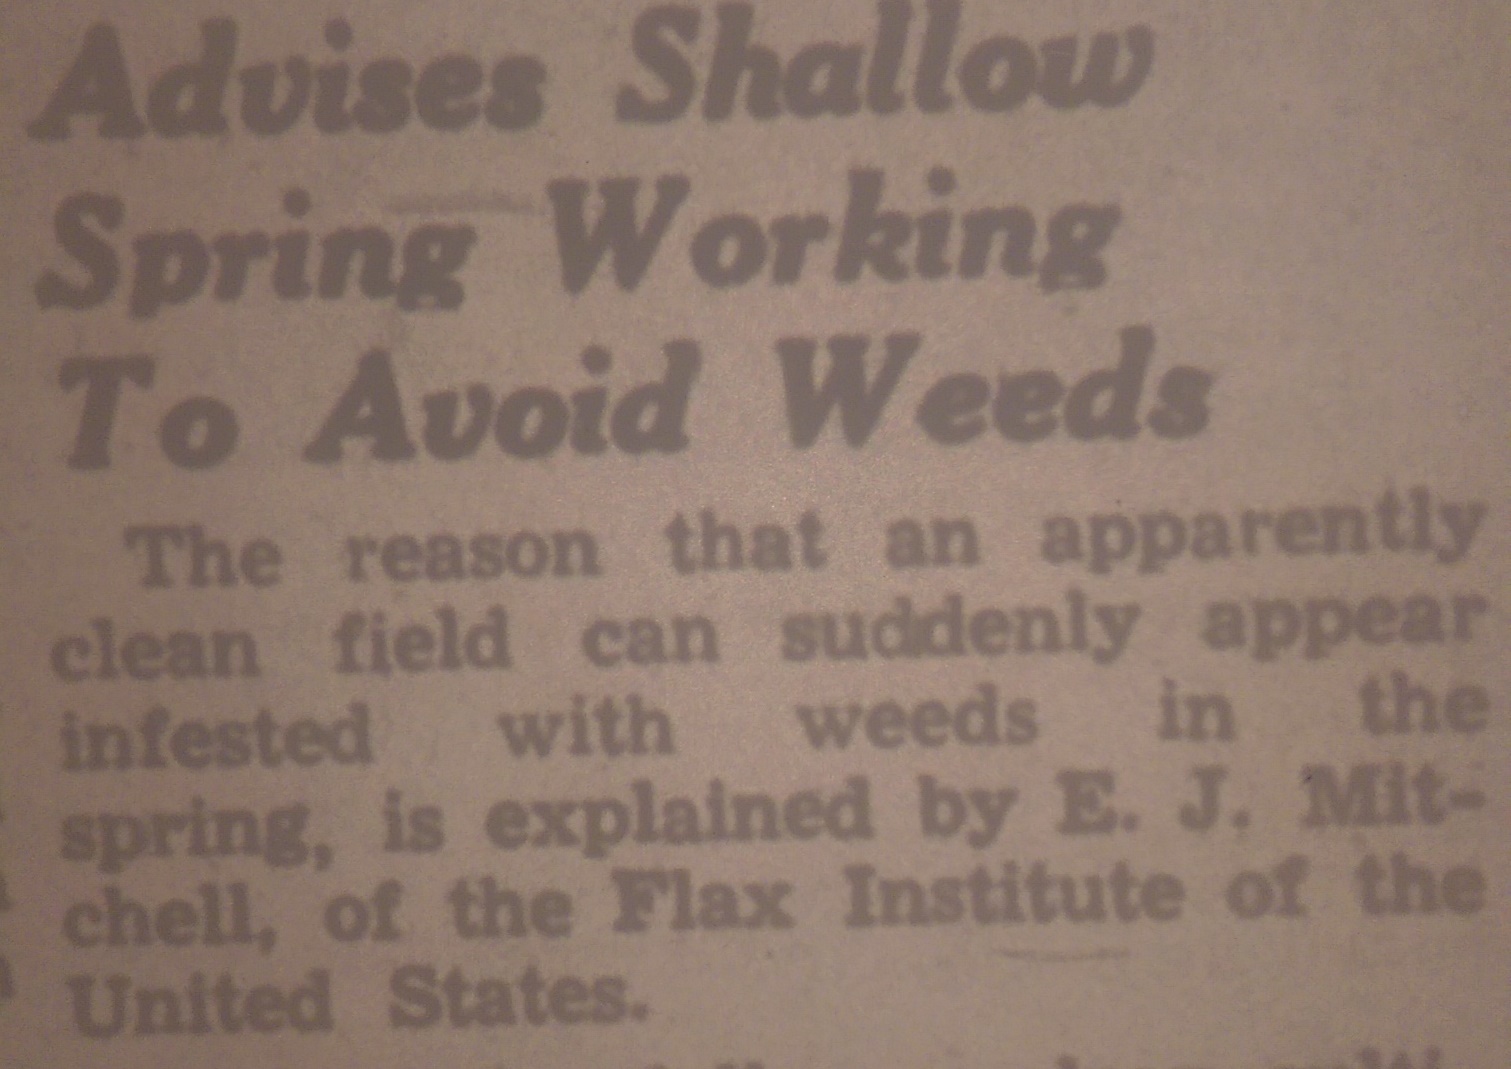 Advises Shallow
Spring Working
To Avoid Weeds
The reason that an apparently
clean field can suddenly appear
infested with weeds in the
spring, is explained by E. J. Mit-
chell, of the Flax Institute of the
United States.